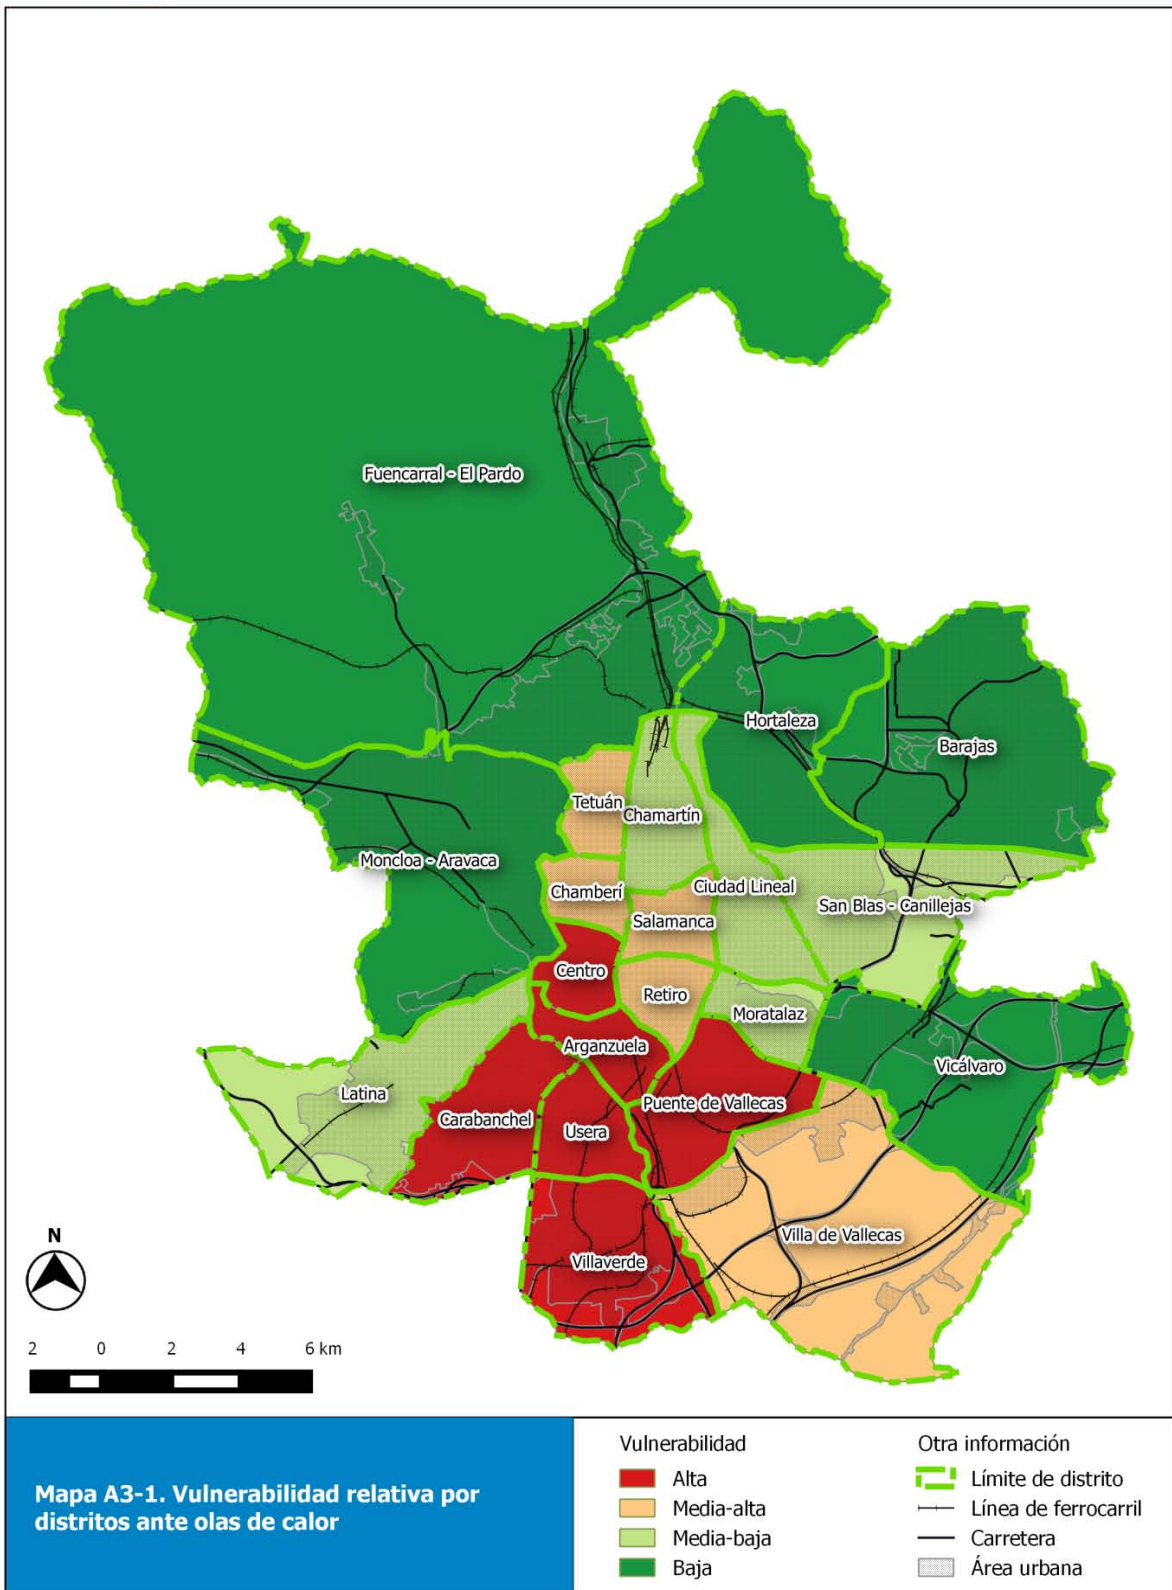 Fuencarral - El Pardo
Hortaleza
Barajas
Tetuán
Chamartín
Moncloa - Aravaca
Chamberí
Ciudad Lineal
San Blas - Canillejas
Salamanca
Centro
Retiro
Moratalaz
Arganzuela
Vicálvaro
Latina
Puente de Vallecas
Carabanchel
Usera
Villa de Vallecas
Villaverde
N
2 0 2 4 6 km
Mapa A3-1. Vulnerabilidad relativa por
distritos ante olas de calor
Vulnerabilidad
Alta
Media-alta
Media-baja
Baja
Otra información
Límite de distrito
Línea de ferrocarril
Carretera
Área urbana